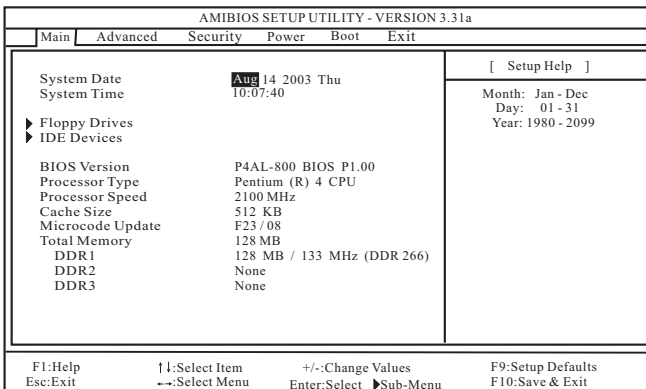 AMIBIOS SETUP UTILITY - VERSION 3.31a
Main Advanced Security Power Boot Exit
[ Setup Help ]
System Date Aug 14 2003 Thu
System Time 10:07:40
Month: Jan - Dec
Day: 01 - 31
Year: 1980 - 2099
Floppy Drives
IDE Devices
BIOS Version P4AL-800 BIOS P1.00
Processor Type Pentium (R) 4 CPU
Processor Speed 2100 MHz
Cache Size 512 KB
Microcode Update F23 / 08
Total Memory 128 MB
DDR1 128 MB / 133 MHz (DDR 266)
DDR2 None
DDR3 None
F1:Help ↑↓:Select Item +/-:Change Values F9:Setup Defaults
Esc:Exit ←→:Select Menu Enter:Select ▶Sub-Menu F10:Save & Exit